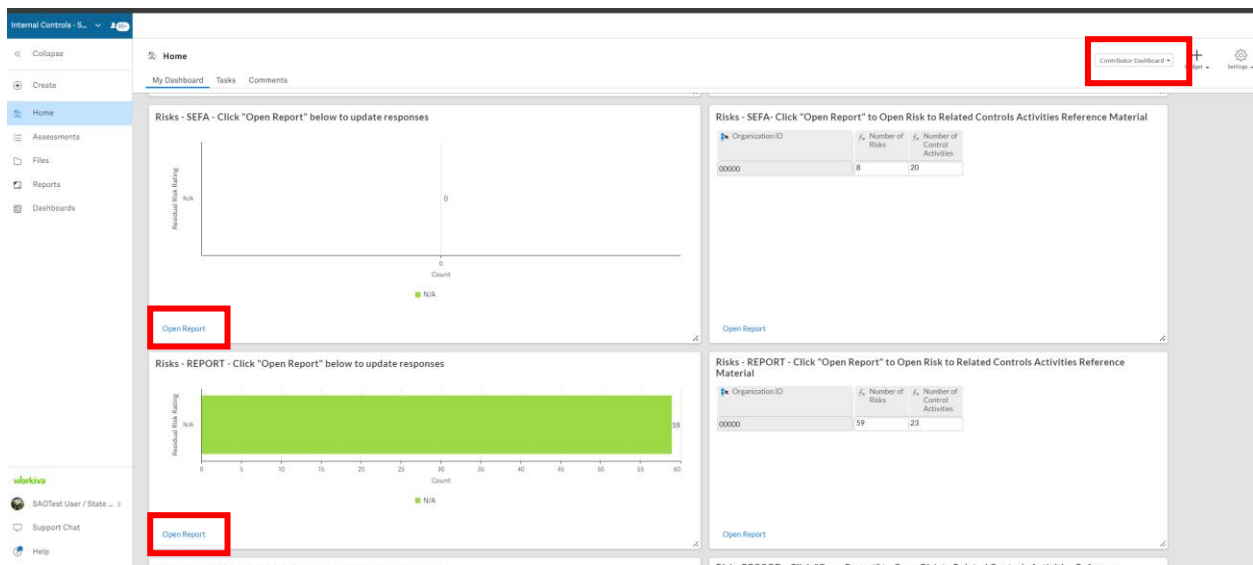 Internal Controls - S...
Collapse
Create
Home
Assessments
Files
Reports
Dashboards
workiva
SAOTest User / State ...
Support Chat
Help
Home
Contributor Dashboard
Settings
My Dashboard Tasks Comments
Risks - SEFA - Click "Open Report" below to update responses
Residual Risk Rating
N/A
0
0
Count
N/A
Open Report
Risks - SEFA- Click "Open Report" to Open Risk to Related Controls Activities Reference Material
Organization ID
Number of Risks
Number of Control Activities
00000 8 20
Open Report
Risks - REPORT - Click "Open Report" below to update responses
Residual Risk Rating
N/A
59
0 5 10 15 20 25 30 35 40 45 50 55 60
Count
N/A
Open Report
Risks - REPORT - Click "Open Report" to Open Risk to Related Controls Activities Reference
Material
Organization ID
Number of Risks
Number of Control Activities
00000 59 23
Open Report